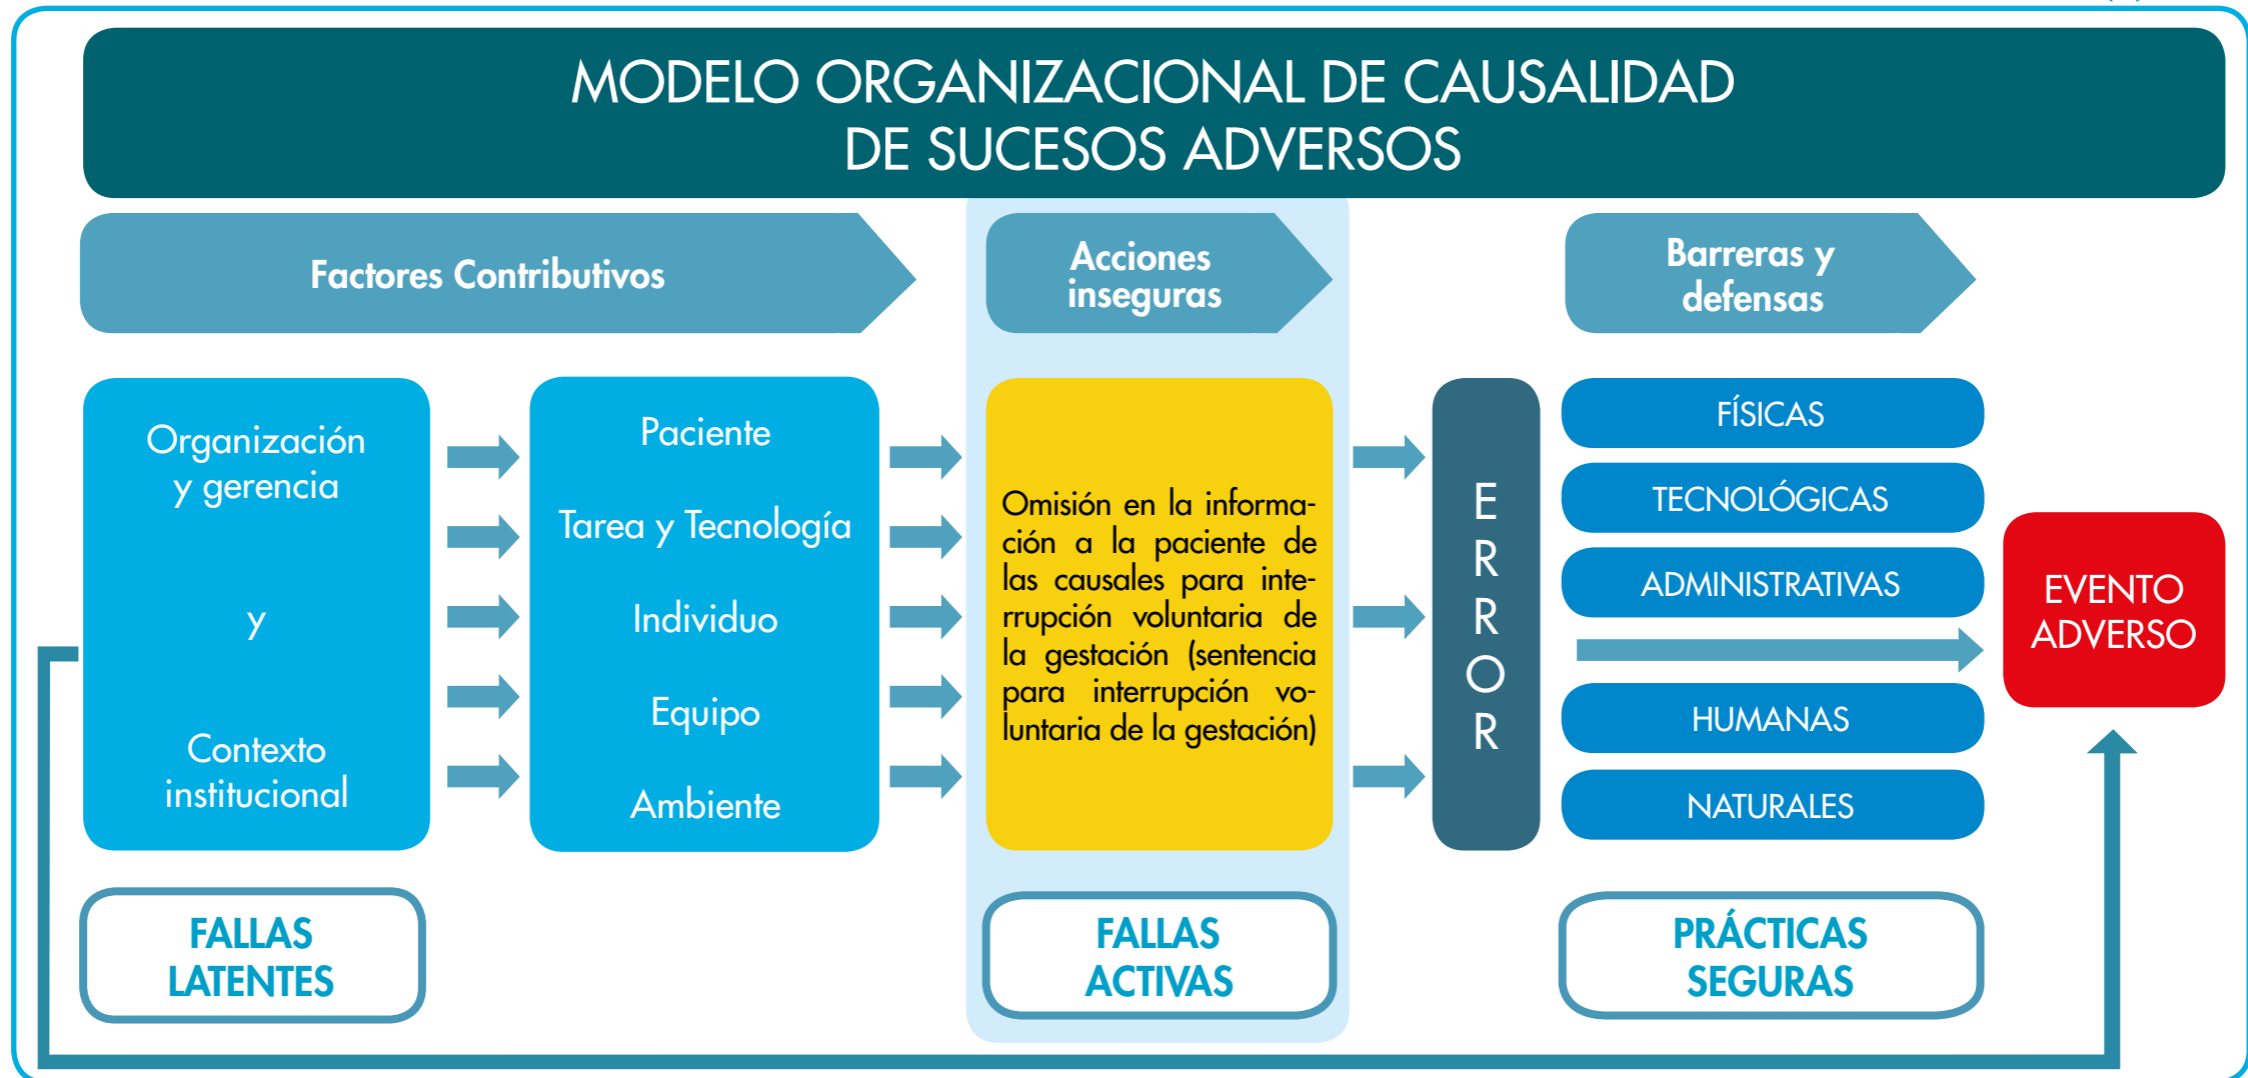 MODELO ORGANIZACIONAL DE CAUSALIDAD
DE SUCESOS ADVERSOS
Factores Contributivos
Acciones
inseguras
Barreras y
defensas
Organización
y gerencia
y
Contexto
institucional
Paciente
Tarea y Tecnología
Individuo
Equipo
Ambiente
Omisión en la informa-
ción a la paciente de
las causales para inte-
rrupción voluntaria de
la gestación (sentencia
para interrupción vo-
luntaria de la gestación)
E
R
R
O
R
FÍSICAS
TECNOLÓGICAS
ADMINISTRATIVAS
HUMANAS
NATURALES
EVENTO
ADVERSO
FALLAS
LATENTES
FALLAS
ACTIVAS
PRÁCTICAS
SEGURAS